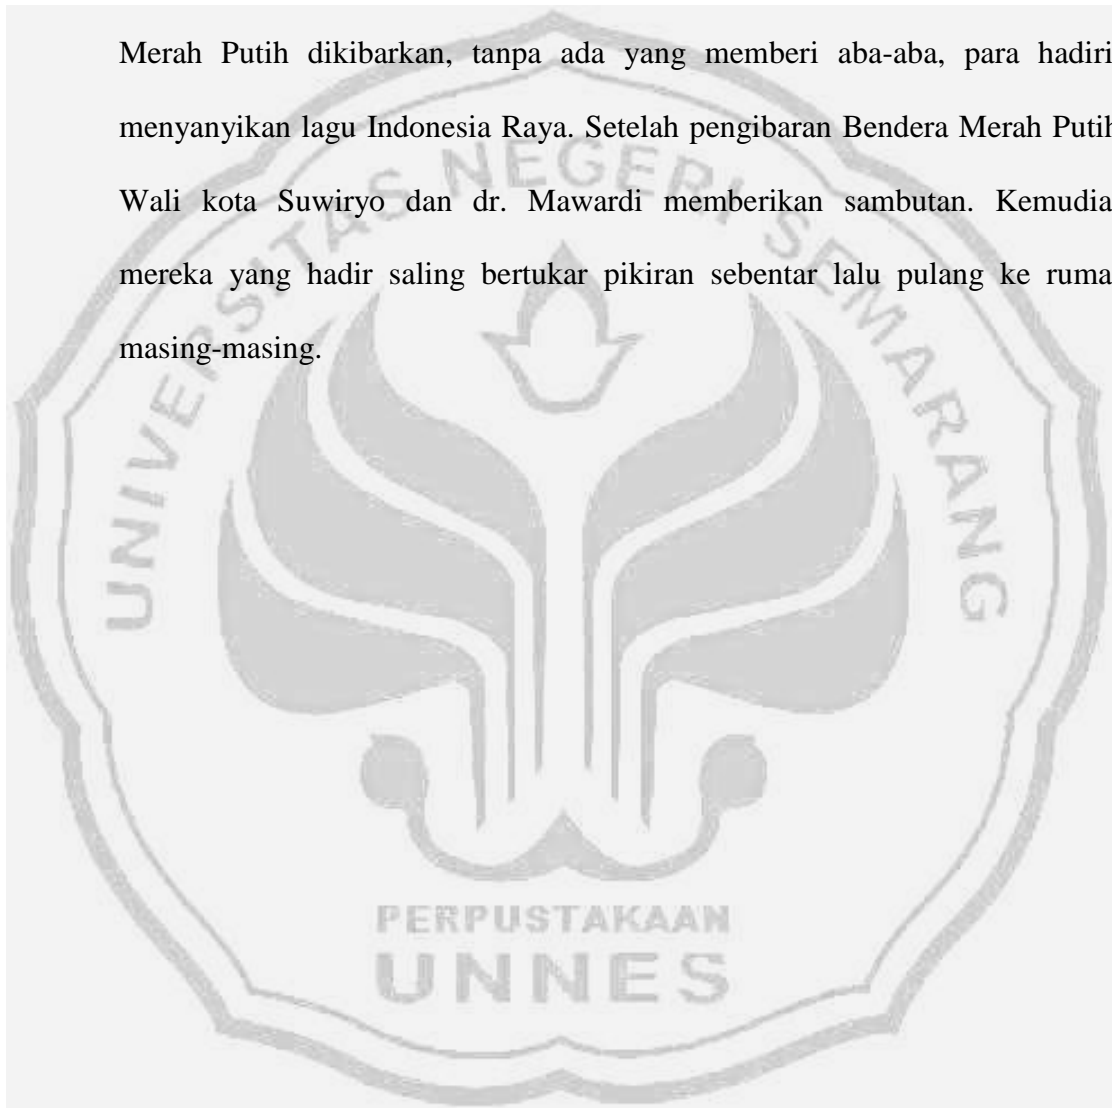 Merah Putih dikibarkan, tanpa ada yang memberi aba-aba, para hadiri
menyanyikan lagu Indonesia Raya. Setelah pengibaran Bendera Merah Putih
Wali kota Suwiryo dan dr. Mawardi memberikan sambutan. Kemudia
mereka yang hadir saling bertukar pikiran sebentar lalu pulang ke ruma
masing-masing.
UNIVERSITAS NEGERI SEMARANG
PERPUSTAKAAN
UNNES